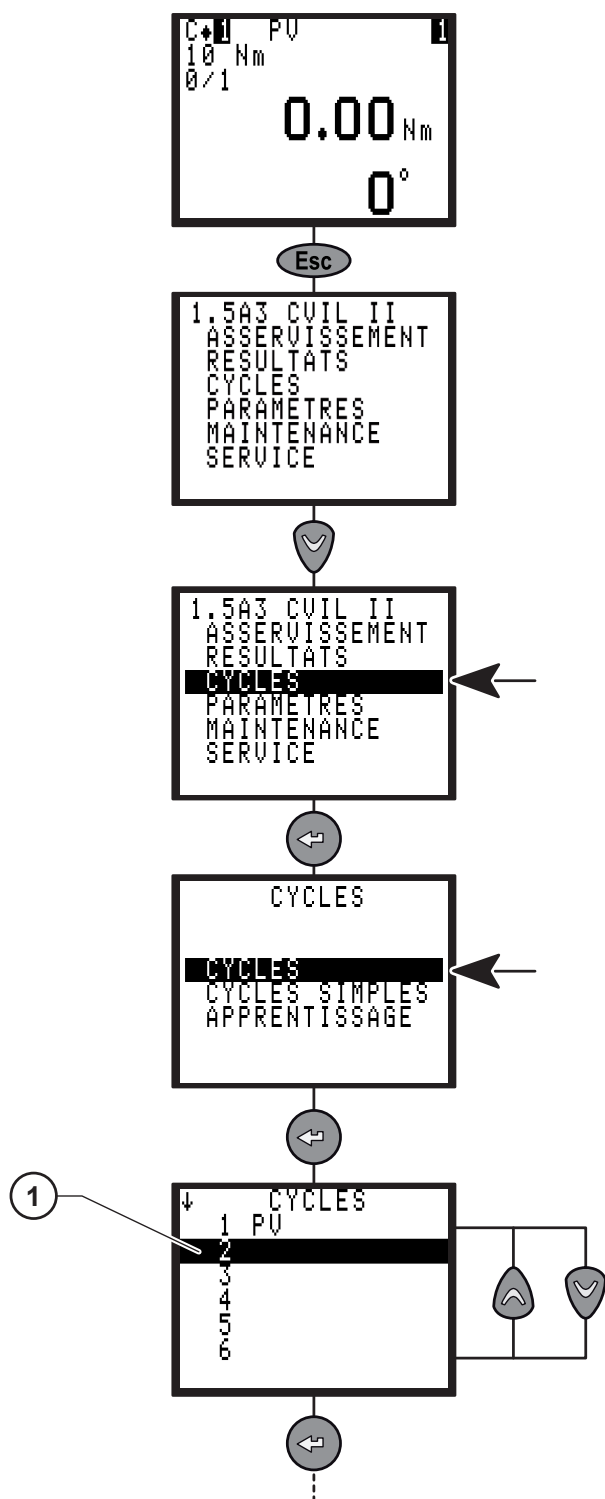 C♦1 PV 1
10 Nm
0/1
0.00 Nm
0°
Esc
1.5A3 CVIL II
ASSERVISSEMENT
RESULTATS
CYCLES
PARAMETRES
MAINTENANCE
SERVICE
1.5A3 CVIL II
ASSERVISSEMENT
RESULTATS
CYCLES
PARAMETRES
MAINTENANCE
SERVICE
CYCLES
CYCLES
CYCLES SIMPLES
APPRENTISSAGE
1
↓ CYCLES
1 PV
2
3
4
5
6